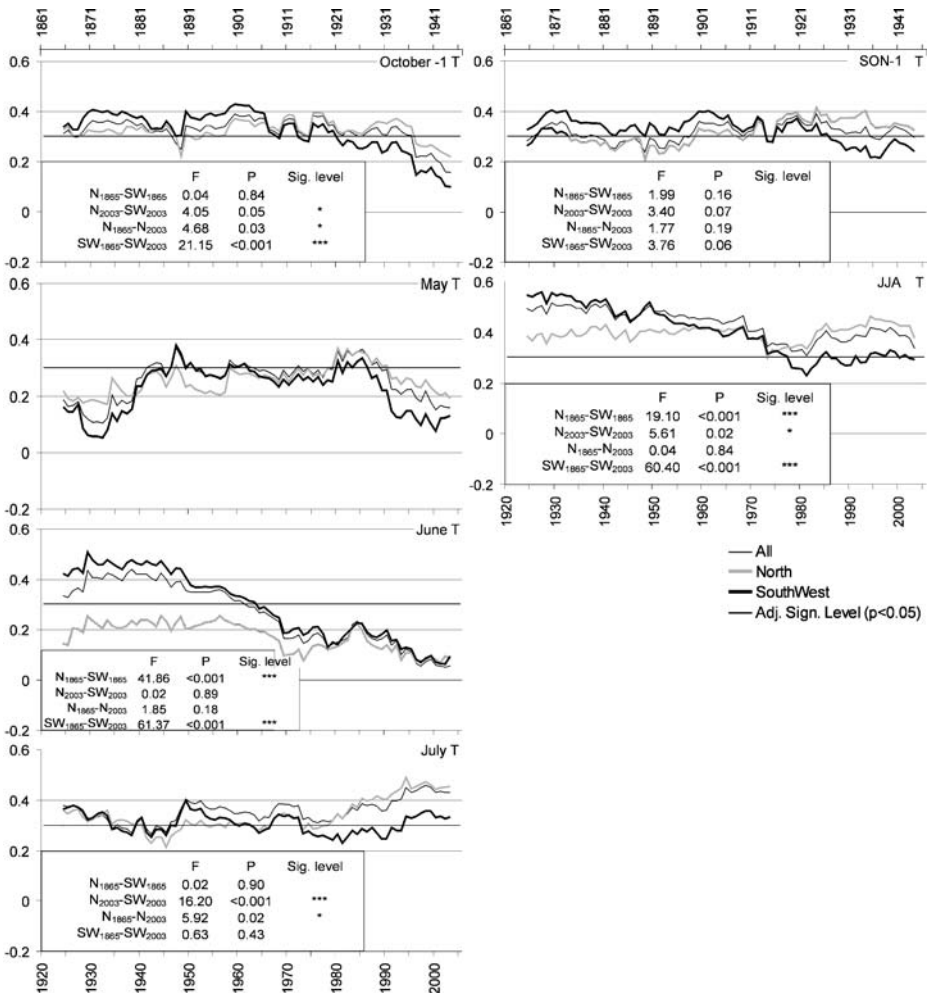 1861 1871 1881 1891 1901 1911 1921 1931 1941
0.6
October -1 T
0.4
0.2
F P Sig. level
N1865-SW1865 0.04 0.84
N2003-SW2003 4.05 0.05 *
N1865-N2003 4.68 0.03 *
SW1865-SW2003 21.15 <0.001 ***
0
-0.2
May T
0.4
0.2
0
-0.2
0.6
June T
0.4
0.2
F P Sig. level
N1865-SW1865 41.86 <0.001 ***
N2003-SW2003 0.02 0.89
N1865-N2003 1.85 0.18
SW1865-SW2003 61.37 <0.001 ***
0
-0.2
July T
0.4
0.2
F P Sig. level
N1865-SW1865 0.02 0.90
N2003-SW2003 16.20 <0.001 ***
N1865-N2003 5.92 0.02 *
SW1865-SW2003 0.63 0.43
0
-0.2
1920 1930 1940 1950 1960 1970 1980 1990 2000
1861 1871 1881 1891 1901 1911 1921 1931 1941
0.6
SON-1 T
0.4
0.2
F P Sig. level
N1865-SW1865 1.99 0.16
N2003-SW2003 3.40 0.07
N1865-N2003 1.77 0.19
SW1865-SW2003 3.76 0.06
0
-0.2
0.6
JJA T
0.4
0.2
F P Sig. level
N1865-SW1865 19.10 <0.001 ***
N2003-SW2003 5.61 0.02 *
N1865-N2003 0.04 0.84
SW1865-SW2003 60.40 <0.001 ***
0
-0.2
1920 1930 1940 1950 1960 1970 1980 1990 2000
All
North
SouthWest
Adj. Sign. Level (p<0.05)